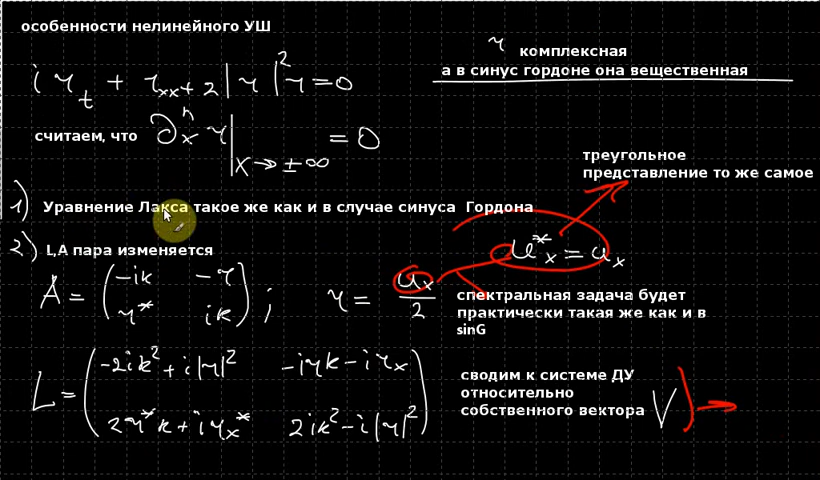 особенности нелинейного УШ
r комплексная
а в синус гордоне она вещественная
i r_t + r_xx + 2|r|^2 r = 0
считаем, что ∂_x^n r|_{x→±∞} = 0
треугольное
представление то же самое
1) Уравнение Лакса такое же как и в случае синуса Гордона
2) L,A пара изменяется
u*_x = u_x
A = ( -ik -r
r* ik ) ; r = u_x / 2
спектральная задача будет
практически такая же как и в
sinG
L = ( -2ik^2 + i|r|^2 -irk - ir_x
2r*k + ir_x* 2ik^2 - i|r|^2 )
сводим к системе ДУ
относительно
собственного вектора V